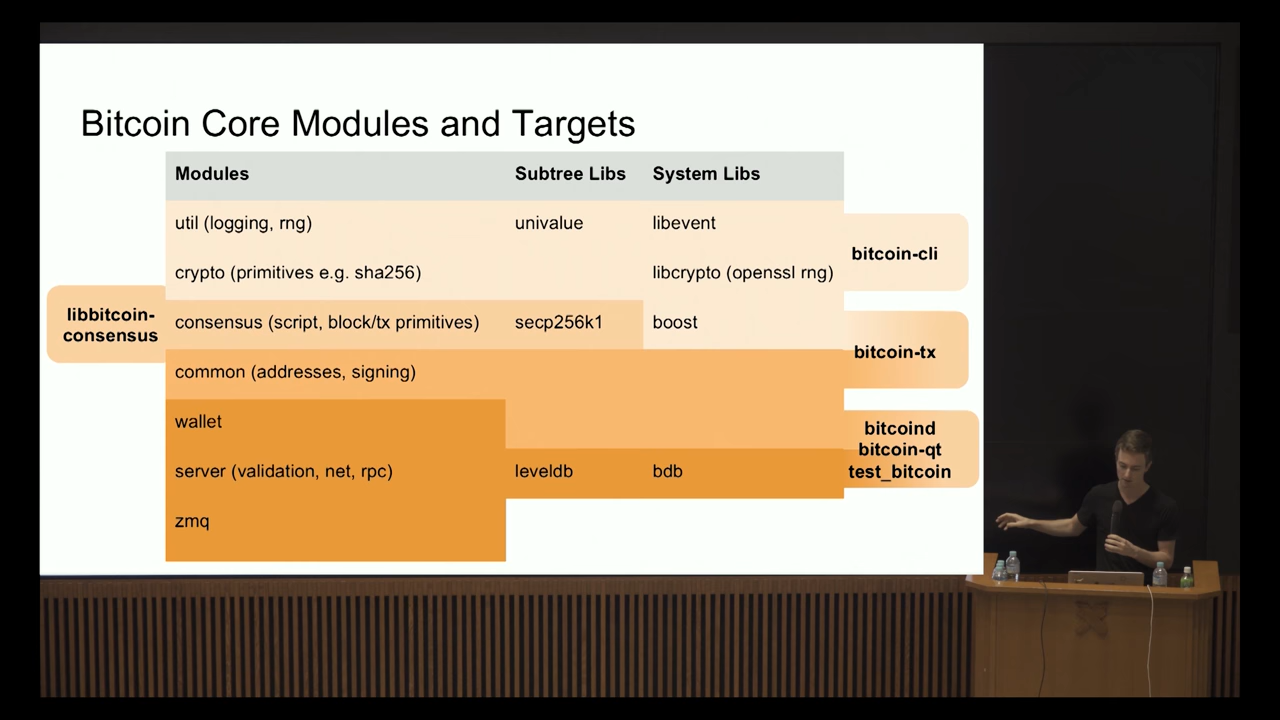 Bitcoin Core Modules and Targets
Modules Subtree Libs System Libs
util (logging, rng) univalue libevent
bitcoin-cli
crypto (primitives e.g. sha256) libcrypto (openssl rng)
libbitcoin-
consensus
consensus (script, block/tx primitives) secp256k1 boost
bitcoin-tx
common (addresses, signing)
wallet
bitcoind
bitcoin-qt
test_bitcoin
server (validation, net, rpc) leveldb bdb
zmq